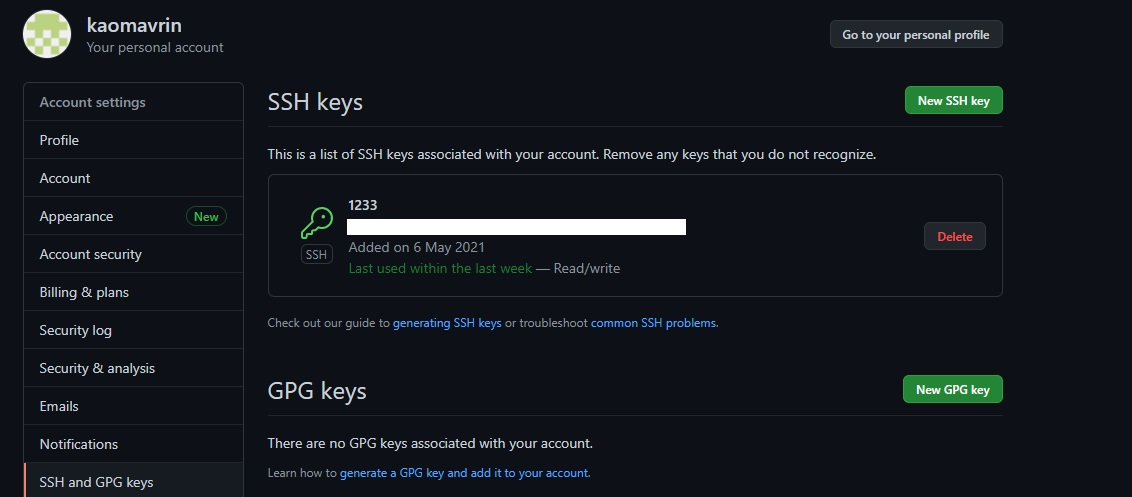 kaomavrin
Your personal account
Go to your personal profile
Account settings
Profile
Account
Appearance New
Account security
Billing & plans
Security log
Security & analysis
Emails
Notifications
SSH and GPG keys
SSH keys
New SSH key
This is a list of SSH keys associated with your account. Remove any keys that you do not recognize.
1233
SSH
Added on 6 May 2021
Last used within the last week — Read/write
Delete
Check out our guide to generating SSH keys or troubleshoot common SSH problems.
GPG keys
New GPG key
There are no GPG keys associated with your account.
Learn how to generate a GPG key and add it to your account.